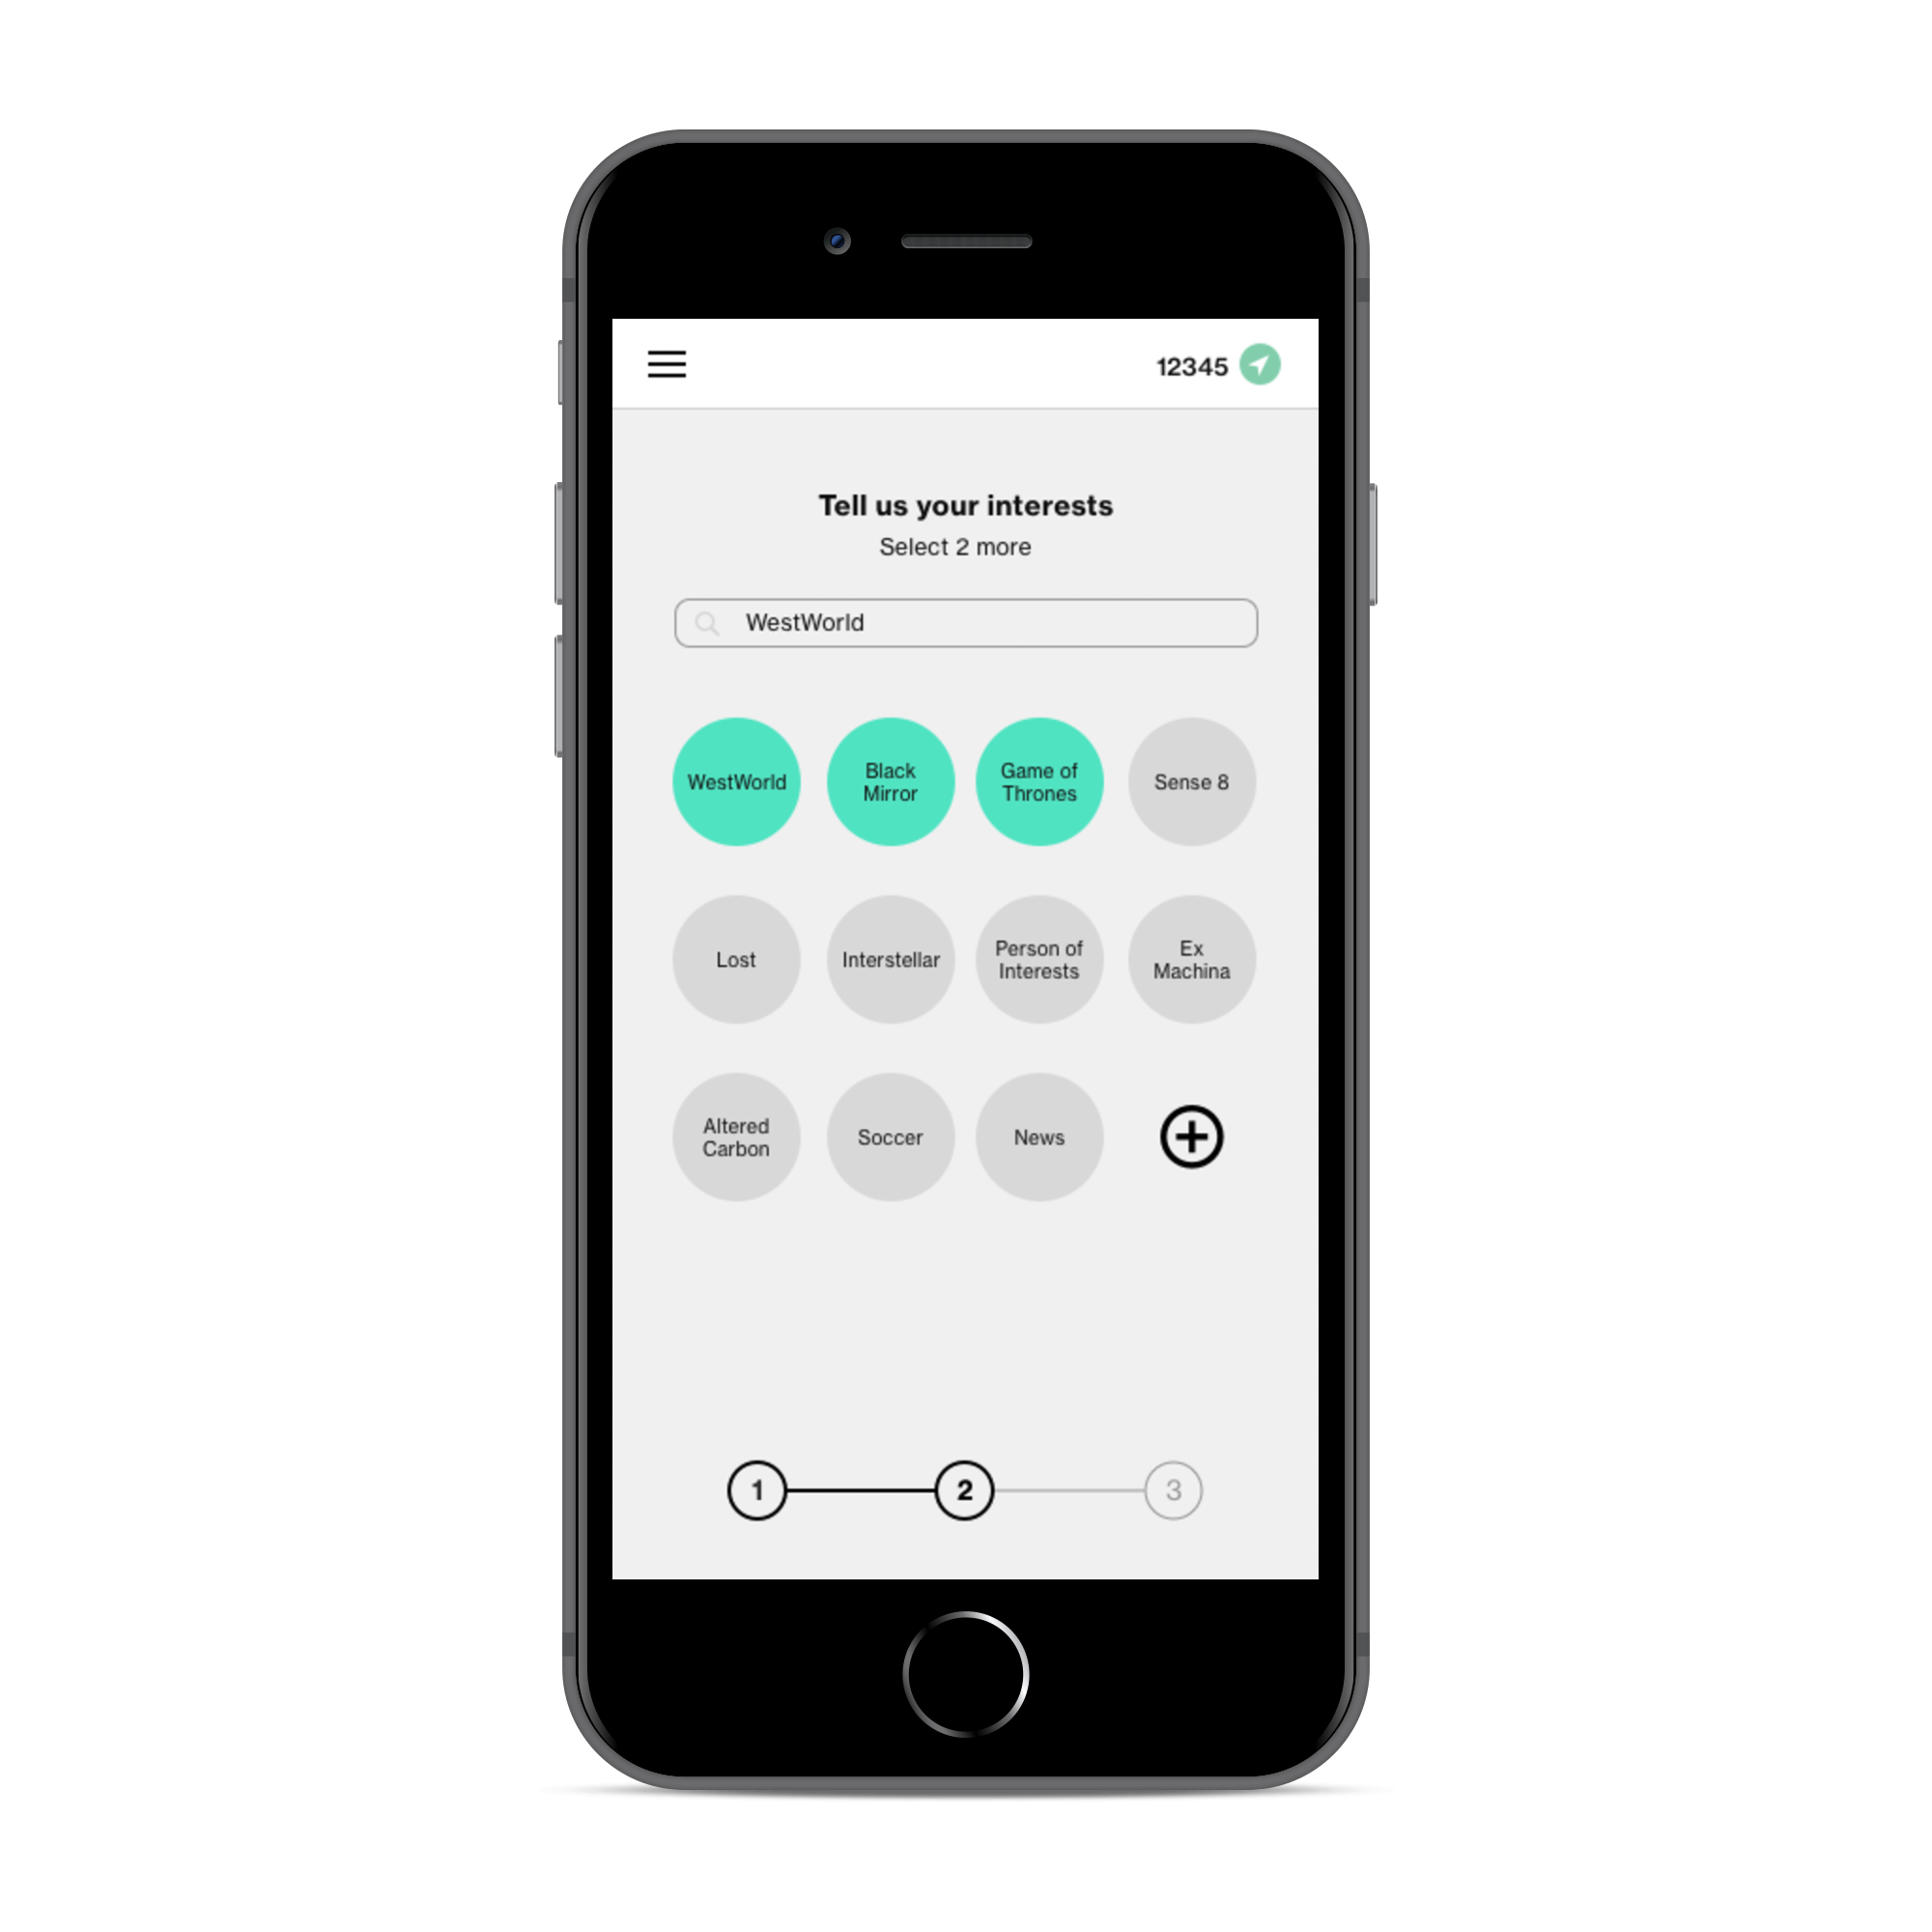 12345
Tell us your interests
Select 2 more
WestWorld
WestWorld
Black
Mirror
Game of
Thrones
Sense 8
Lost
Interstellar
Person of
Interests
Ex
Machina
Altered
Carbon
Soccer
News
1
2
3